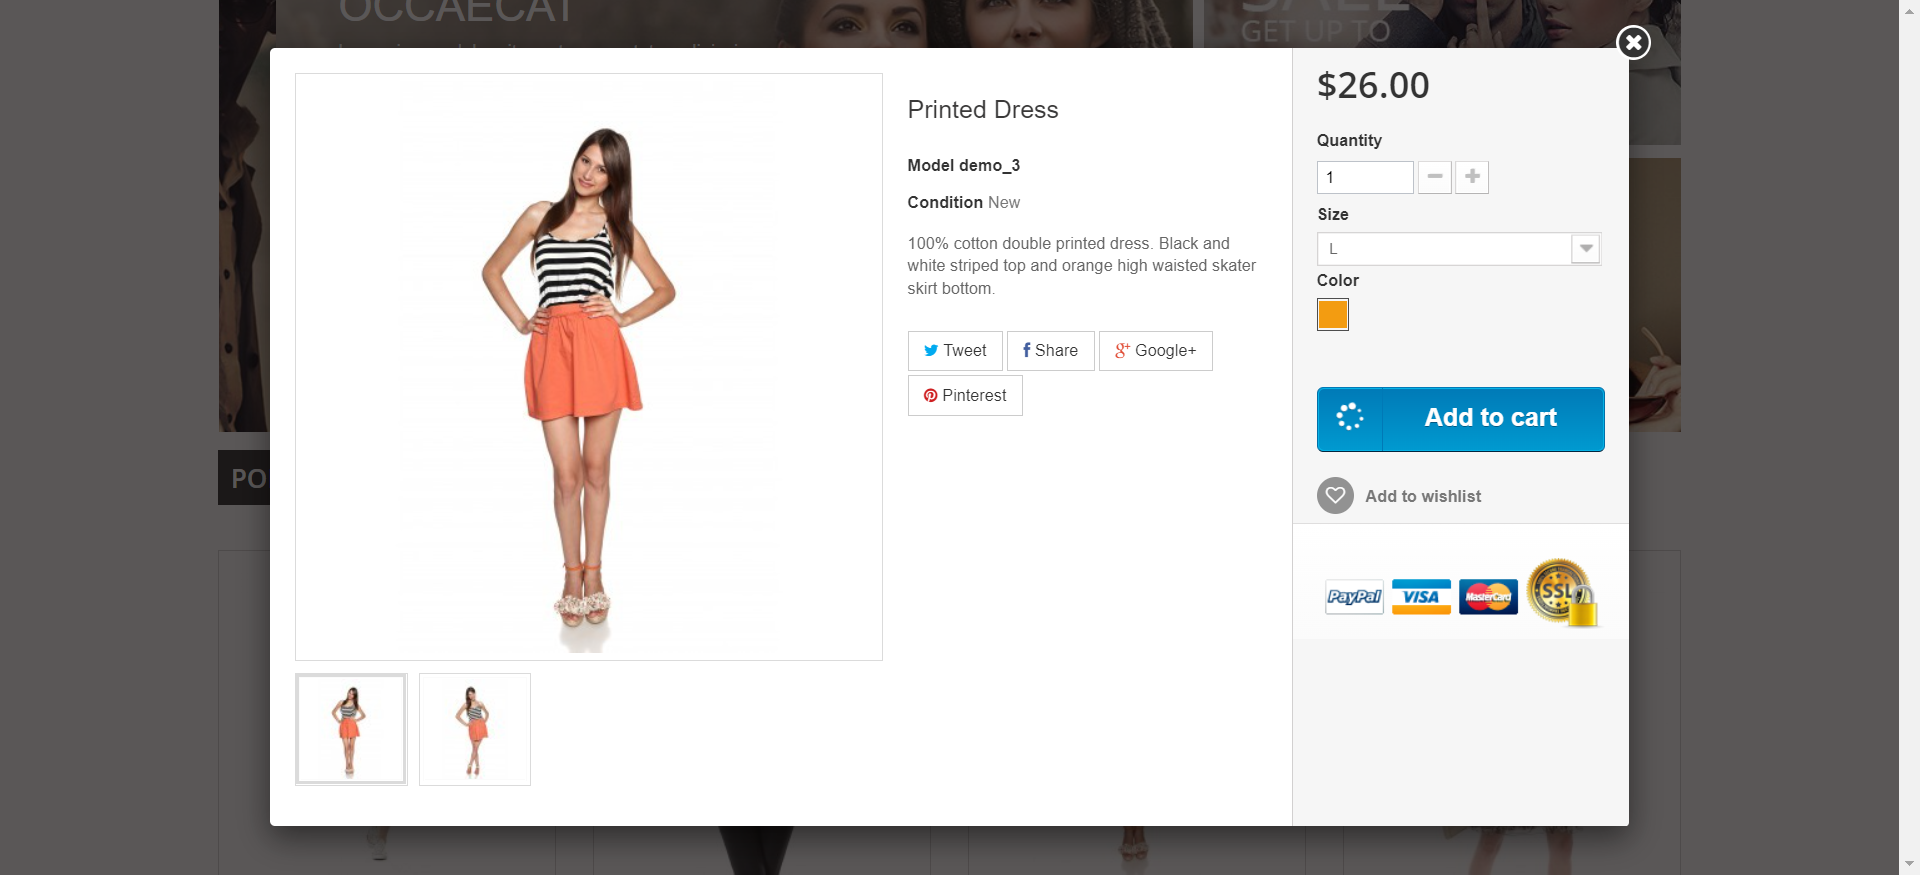 OCCAECAT
SALE
GET UP TO
$26.00
Printed Dress
Quantity
Model demo_3
1
Condition New
Size
100% cotton double printed dress. Black and
white striped top and orange high waisted skater
skirt bottom.
L
Color
Tweet
Share
Google+
Pinterest
Add to cart
PO
Add to wishlist
PayPal
VISA
MasterCard
SSL